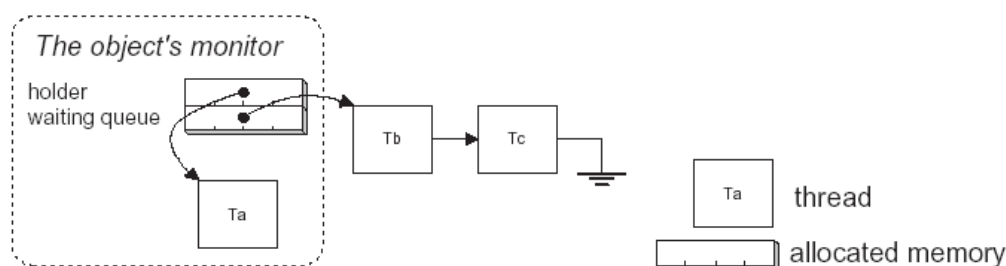 The object's monitor
holder
waiting queue
Tb
Tc
Ta
Ta
thread
allocated memory